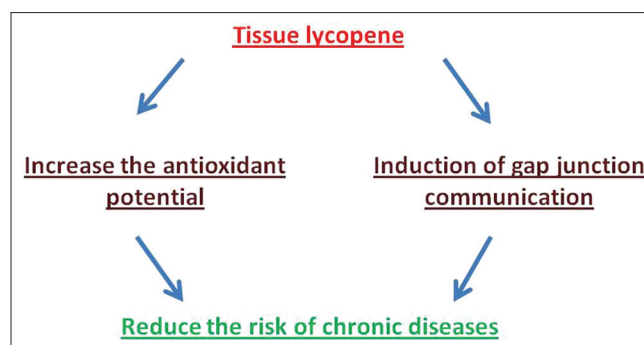 Tissue lycopene
Increase the antioxidant
potential
Induction of gap junction
communication
Reduce the risk of chronic diseases